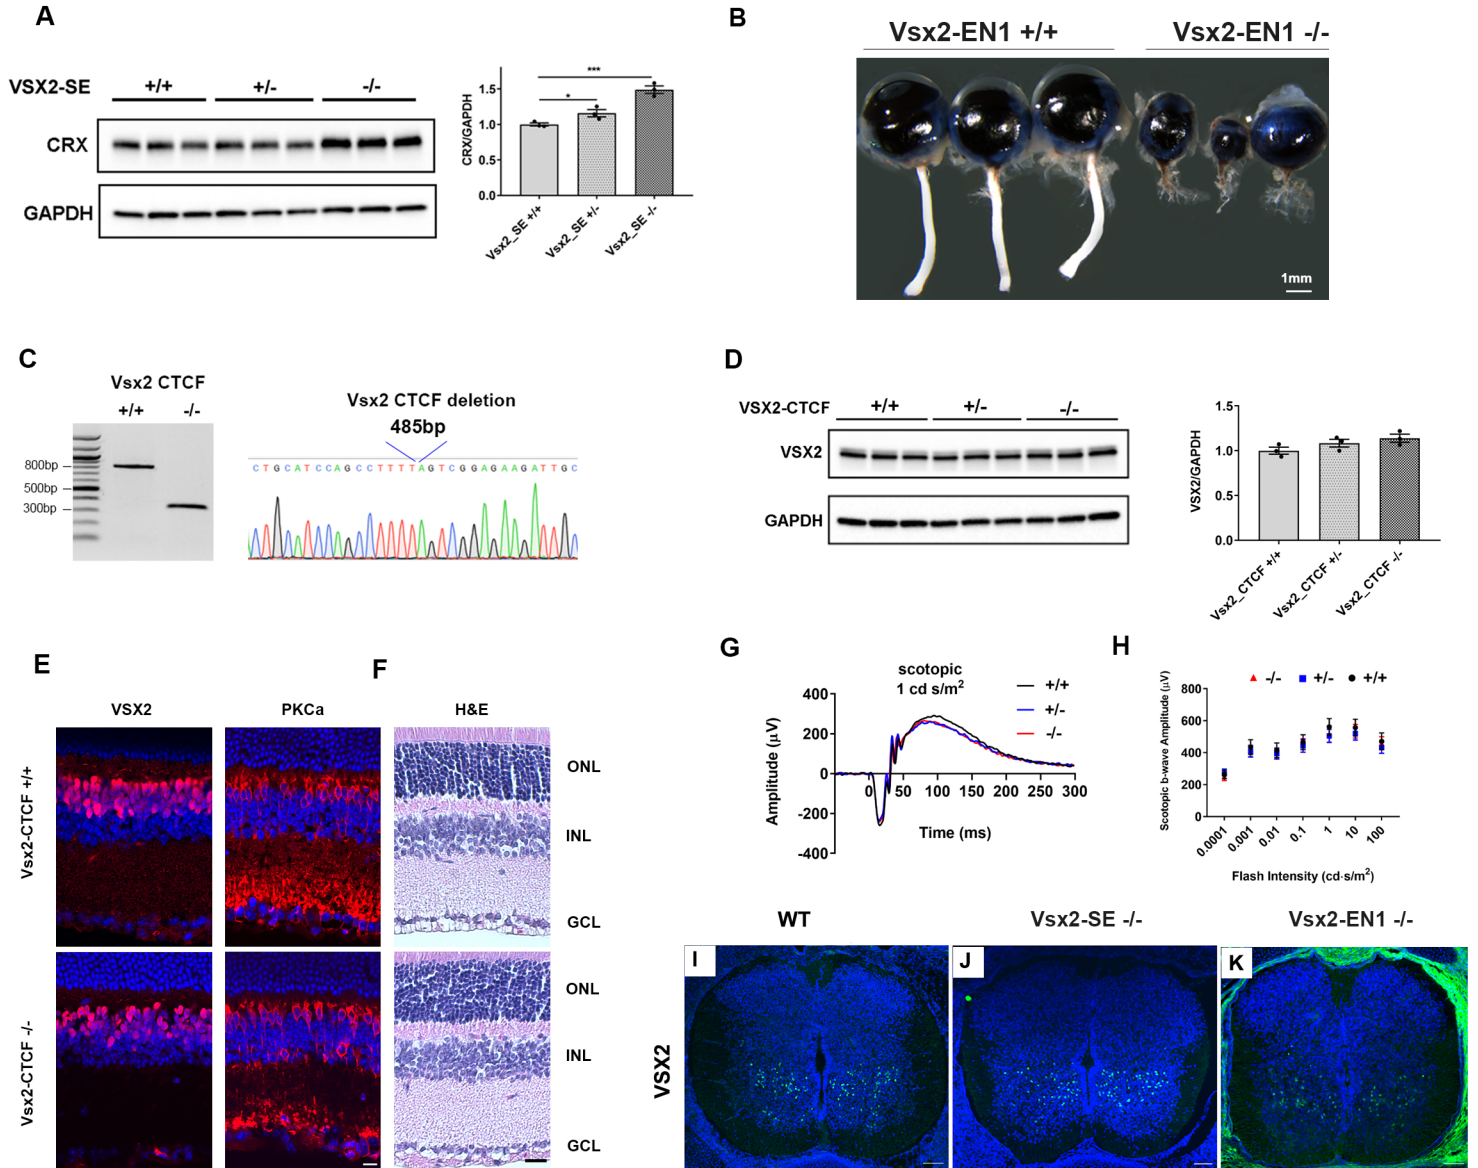 A
VSX2-SE
+/+
+/-
-/-
CRX
GAPDH
CRX/GAPDH
1.5
1.0
0.5
0.0
*
***
Vsx2_SE +/+
Vsx2_SE +/-
Vsx2_SE -/-
B
Vsx2-EN1 +/+
Vsx2-EN1 -/-
1mm
C
Vsx2 CTCF
+/+
-/-
800bp
500bp
300bp
Vsx2 CTCF deletion
485bp
CTGCATCCAGCCTTTTAGTCGGAGAAGATTGC
D
VSX2-CTCF
+/+
+/-
-/-
VSX2
GAPDH
VSX2/GAPDH
1.5
1.0
0.5
0.0
Vsx2_CTCF +/+
Vsx2_CTCF +/-
Vsx2_CTCF -/-
E
VSX2
PKCa
Vsx2-CTCF +/+
Vsx2-CTCF -/-
F
H&E
ONL
INL
GCL
ONL
INL
GCL
G
scotopic
1 cd s/m²
+/+
+/-
-/-
Amplitude (µV)
400
200
0
-200
-400
0
50
100
150
200
250
300
Time (ms)
H
-/-
+/-
+/+
Scotopic b-wave Amplitude (µV)
800
600
400
200
0
0.0001
0.001
0.01
0.1
1
10
100
Flash Intensity (cd·s/m²)
WT
Vsx2-SE -/-
Vsx2-EN1 -/-
VSX2
I
J
K